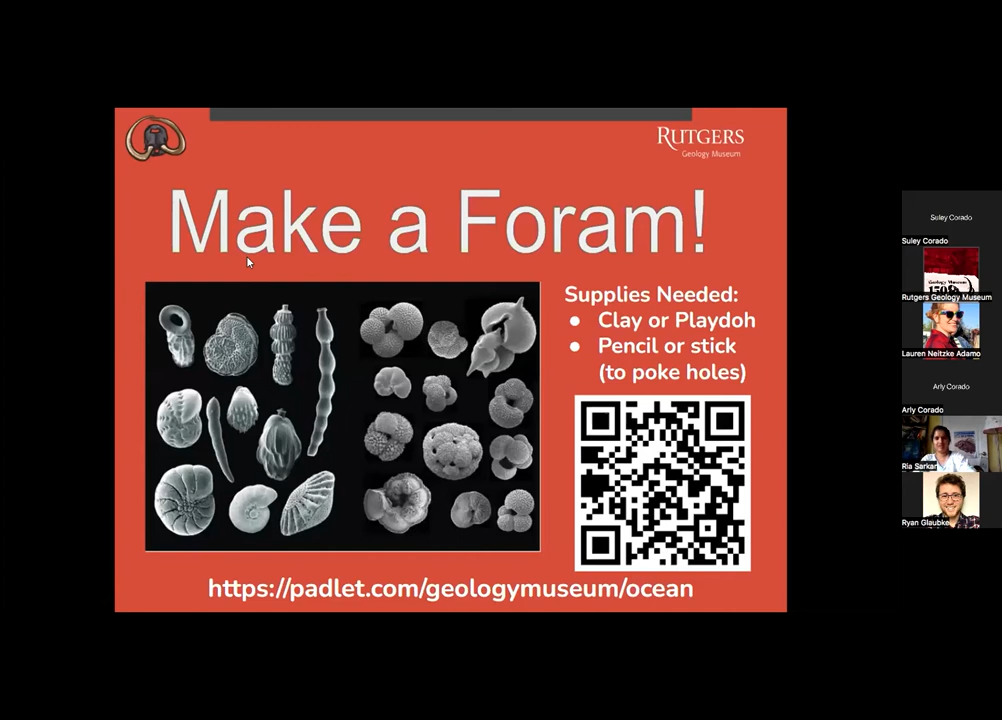 RUTGERS
Geology Museum
Make a Foram!
Supplies Needed:
● Clay or Playdoh
● Pencil or stick
(to poke holes)
https://padlet.com/geologymuseum/ocean
Suley Corado
Suley Corado
Geology Museum
Rutgers Geology Museum
Lauren Neitzke Adamo
Arly Corado
Arly Corado
Ria Sarkar
Ryan Glaubke